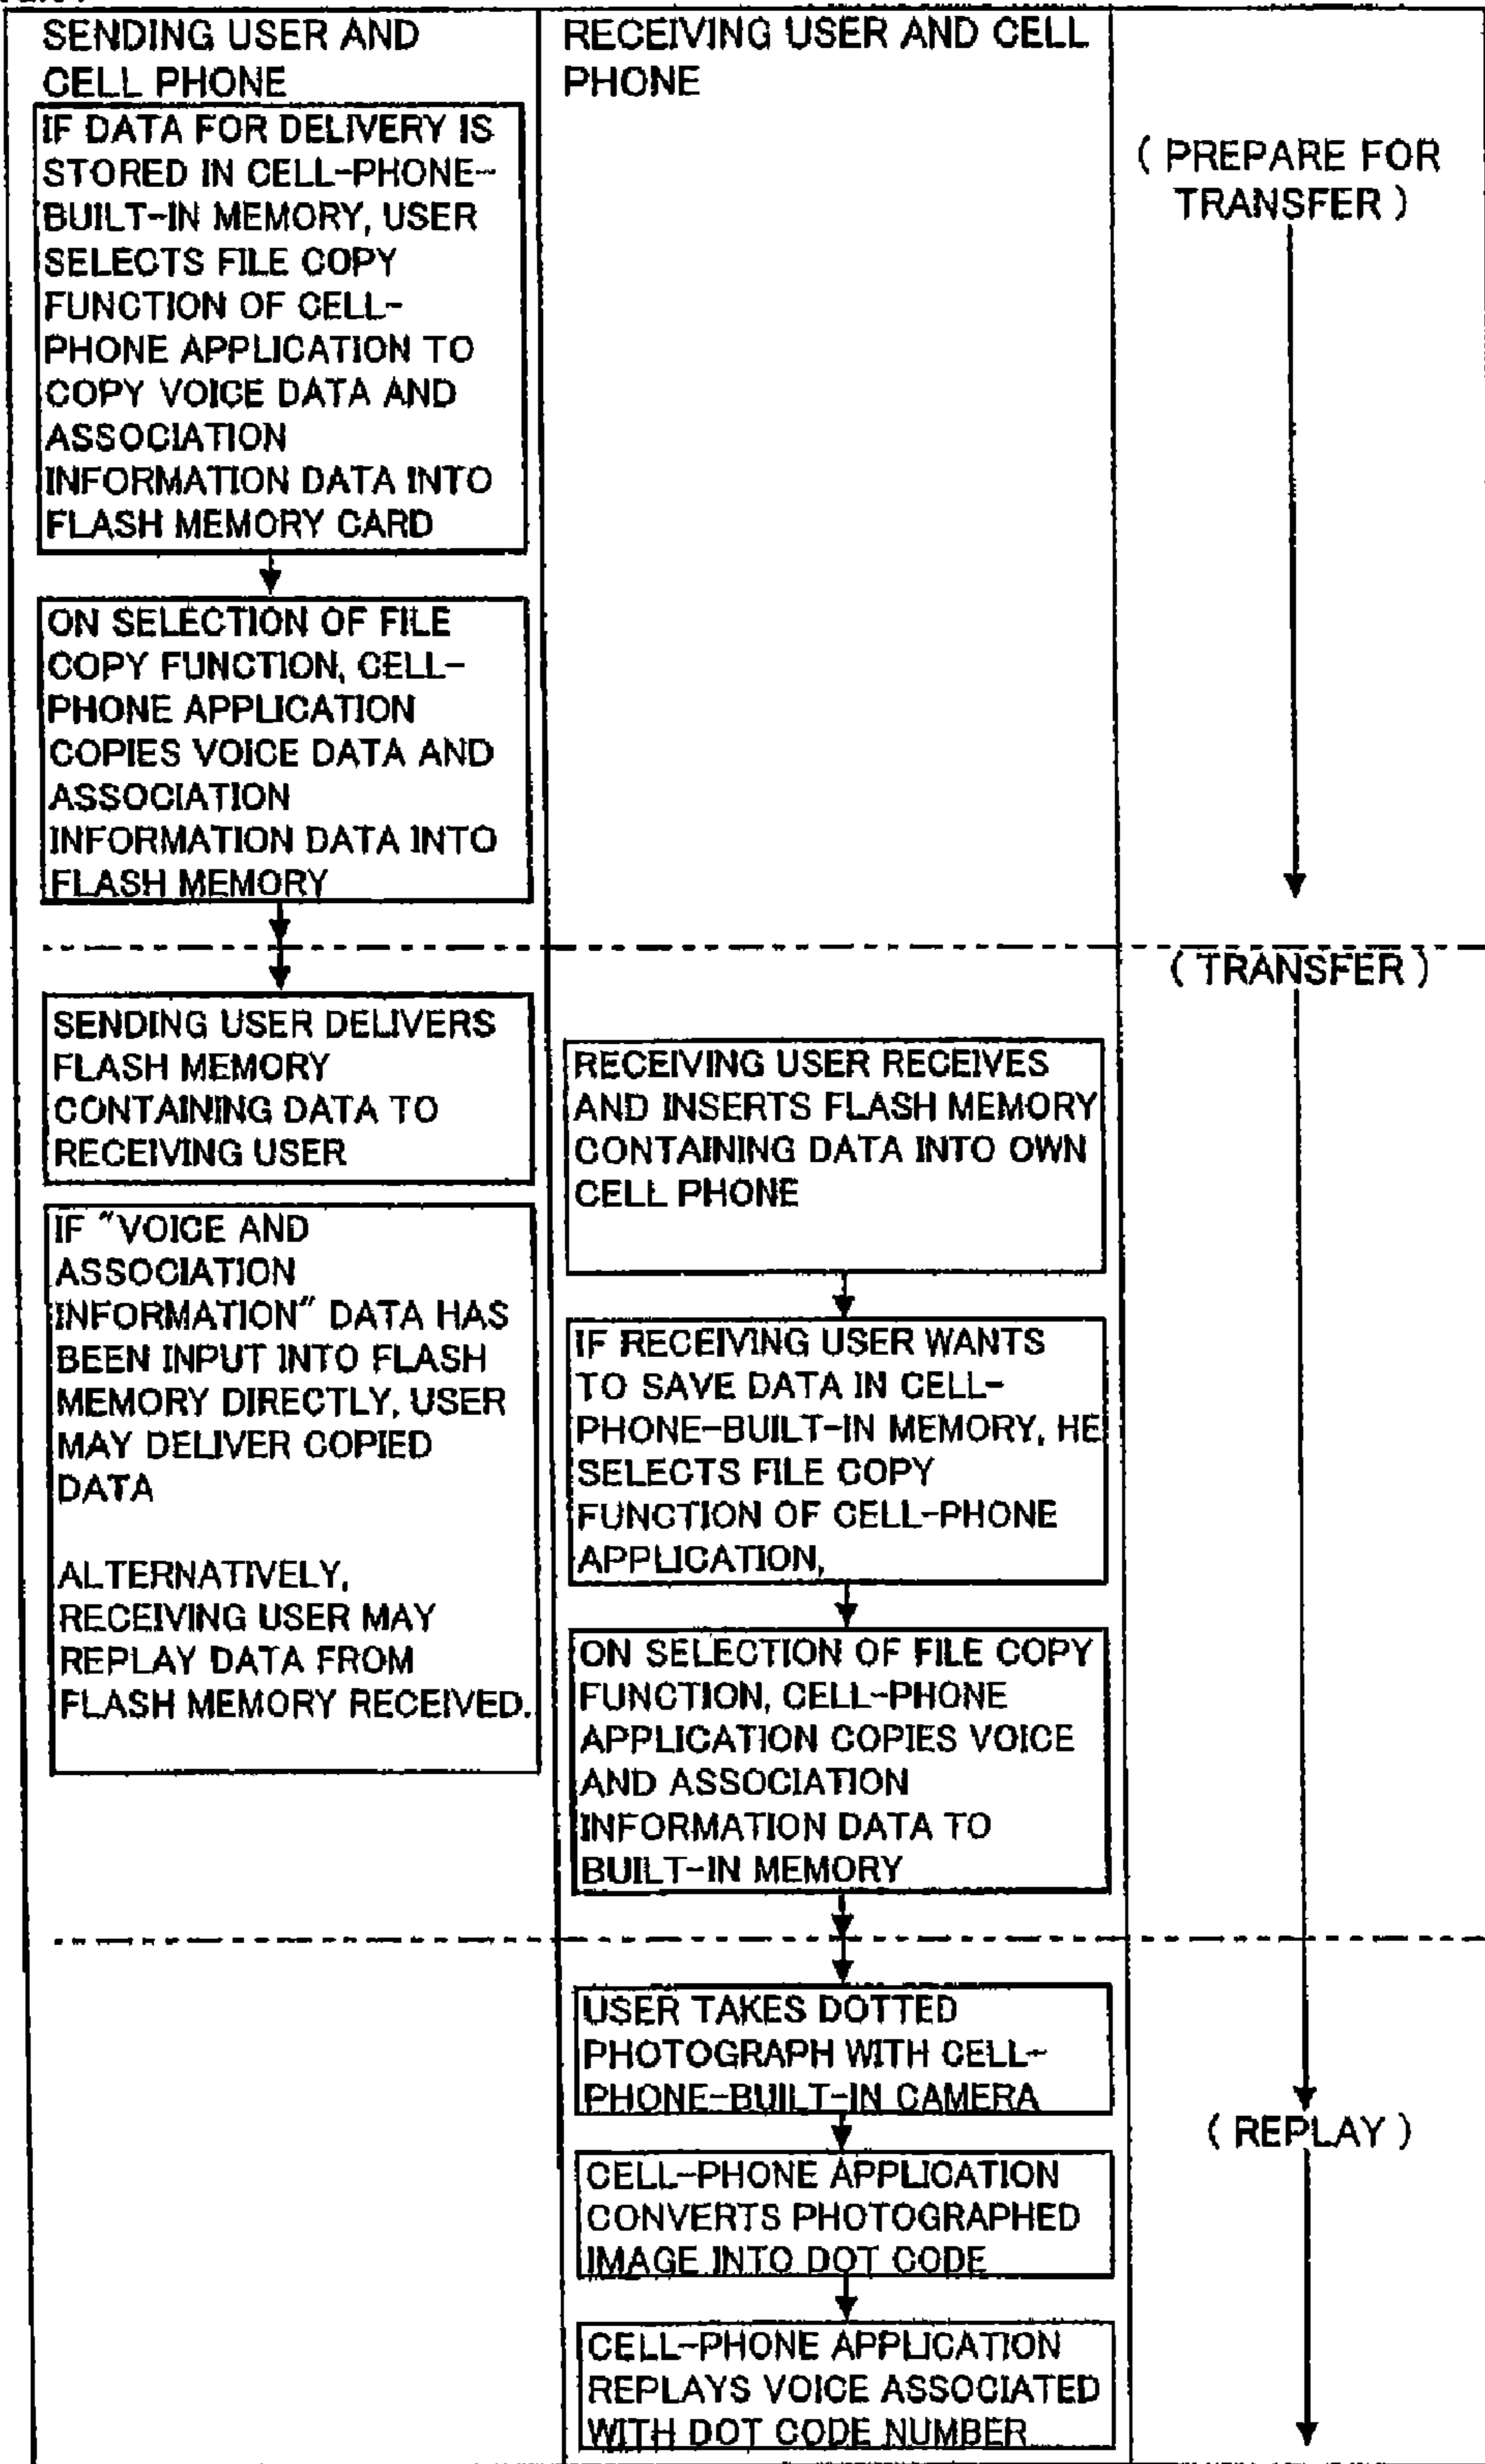 SENDING USER AND
CELL PHONE
IF DATA FOR DELIVERY IS
STORED IN CELL-PHONE-
BUILT-IN MEMORY, USER
SELECTS FILE COPY
FUNCTION OF CELL-
PHONE APPLICATION TO
COPY VOICE DATA AND
ASSOCIATION
INFORMATION DATA INTO
FLASH MEMORY CARD
ON SELECTION OF FILE
COPY FUNCTION, CELL-
PHONE APPLICATION
COPIES VOICE DATA AND
ASSOCIATION
INFORMATION DATA INTO
FLASH MEMORY
SENDING USER DELIVERS
FLASH MEMORY
CONTAINING DATA TO
RECEIVING USER
IF "VOICE AND
ASSOCIATION
INFORMATION" DATA HAS
BEEN INPUT INTO FLASH
MEMORY DIRECTLY, USER
MAY DELIVER COPIED
DATA
ALTERNATIVELY,
RECEIVING USER MAY
REPLAY DATA FROM
FLASH MEMORY RECEIVED.
RECEIVING USER AND CELL
PHONE
RECEIVING USER RECEIVES
AND INSERTS FLASH MEMORY
CONTAINING DATA INTO OWN
CELL PHONE
IF RECEIVING USER WANTS
TO SAVE DATA IN CELL-
PHONE-BUILT-IN MEMORY, HE
SELECTS FILE COPY
FUNCTION OF CELL-PHONE
APPLICATION,
ON SELECTION OF FILE COPY
FUNCTION, CELL-PHONE
APPLICATION COPIES VOICE
AND ASSOCIATION
INFORMATION DATA TO
BUILT-IN MEMORY
USER TAKES DOTTED
PHOTOGRAPH WITH CELL-
PHONE-BUILT-IN CAMERA
CELL-PHONE APPLICATION
CONVERTS PHOTOGRAPHED
IMAGE INTO DOT CODE
CELL-PHONE APPLICATION
REPLAYS VOICE ASSOCIATED
WITH DOT CODE NUMBER
( PREPARE FOR
TRANSFER )
( TRANSFER )
( REPLAY )